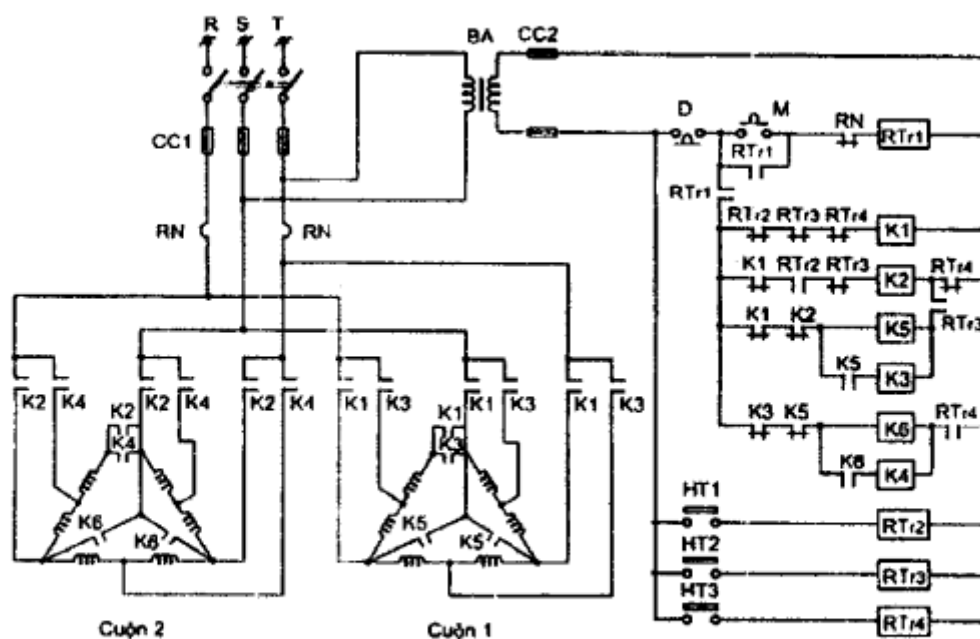 R S T
BA CC2
CC1
D M RN RTr1
RTr1
RTr1
RN RN
RTr2 RTr3 RTr4 K1
K1 RTr2 RTr3 K2 RTr4
K1 K2 K5 RTr3
K5 K3
K2 K4 K2 K4 K2 K4 K1 K3 K1 K3 K1 K3
K2 K1
K4 K3
K3 K5 K6 RTr4
K6 K4
K6 K6 K5 K5
HT1 RTr2
HT2 RTr3
HT3 RTr4
Cuộn 2 Cuộn 1